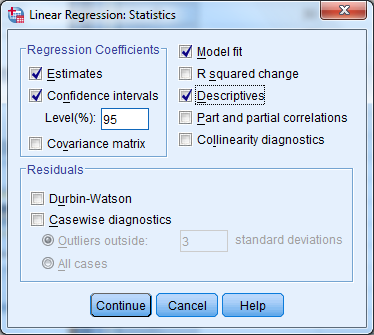 Linear Regression: Statistics
Regression Coefficients
Estimates
Confidence intervals
Level(%): 95
Covariance matrix
Model fit
R squared change
Descriptives
Part and partial correlations
Collinearity diagnostics
Residuals
Durbin-Watson
Casewise diagnostics
Outliers outside: 3 standard deviations
All cases
Continue Cancel Help